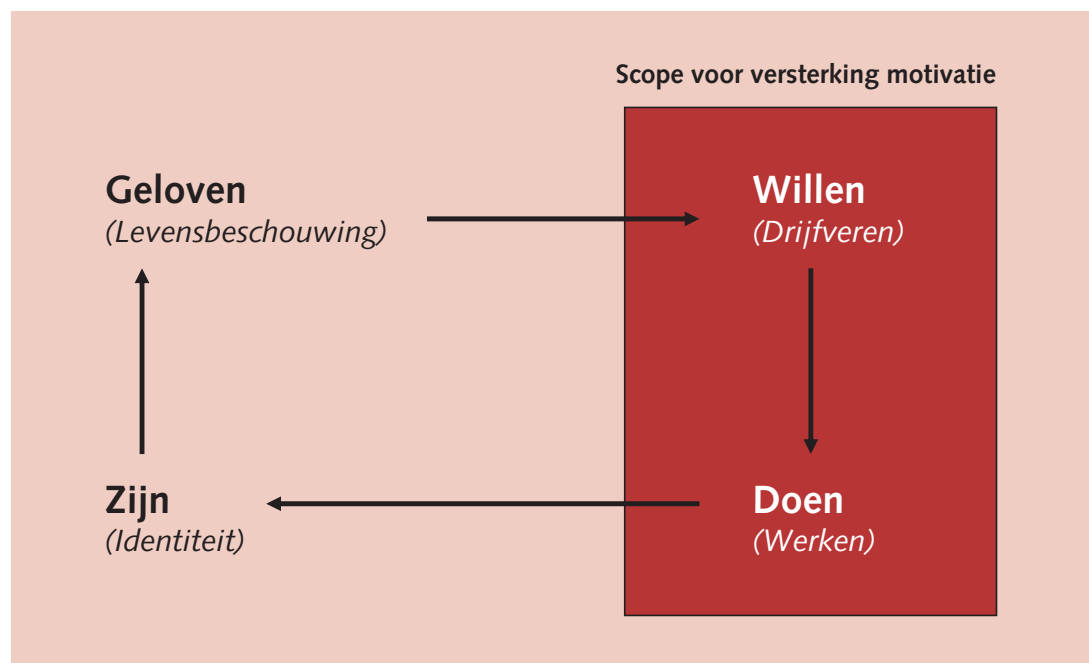 Scope voor versterking motivatie
Geloven
(Levensbeschouwing)
Willen
(Drijfveren)
Zijn
(Identiteit)
Doen
(Werken)